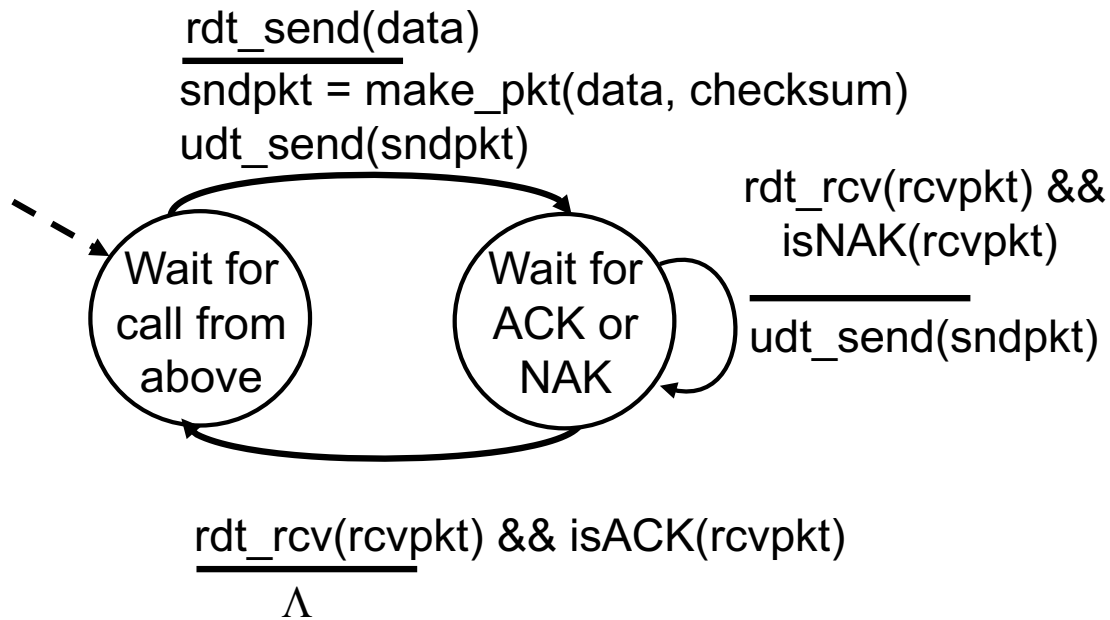 rdt_send(data)
sndpkt = make_pkt(data, checksum)
udt_send(sndpkt)
rdt_rcv(rcvpkt) &&
isNAK(rcvpkt)
udt_send(sndpkt)
Wait for
call from
above
Wait for
ACK or
NAK
rdt_rcv(rcvpkt) && isACK(rcvpkt)
Λ